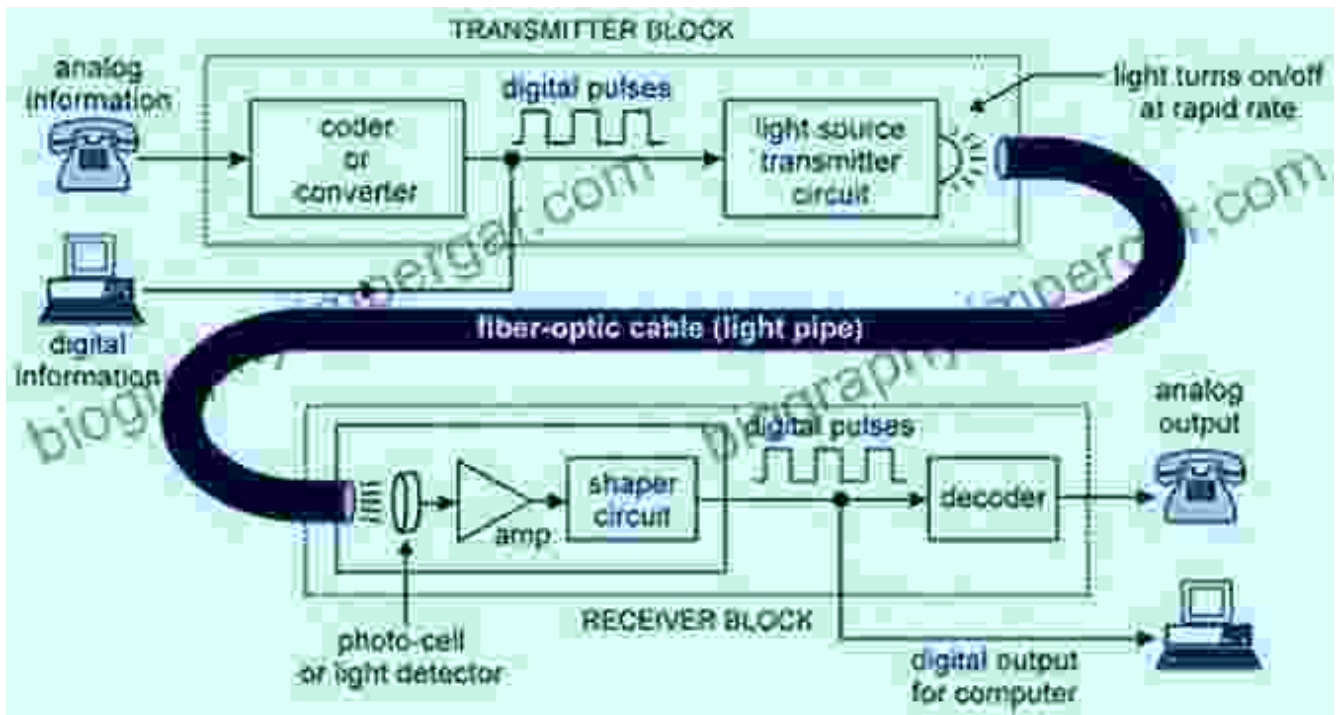 TRANSMITTER BLOCK
analog
information
digital pulses
light turns on/off
at rapid rate
coder
or
converter
light source
transmitter
circuit
digital
information
fiber-optic cable (light pipe)
analog
output
digital pulses
shaper
circuit
decoder
amp
RECEIVER BLOCK
photo-cell
or light detector
digital output
for computer